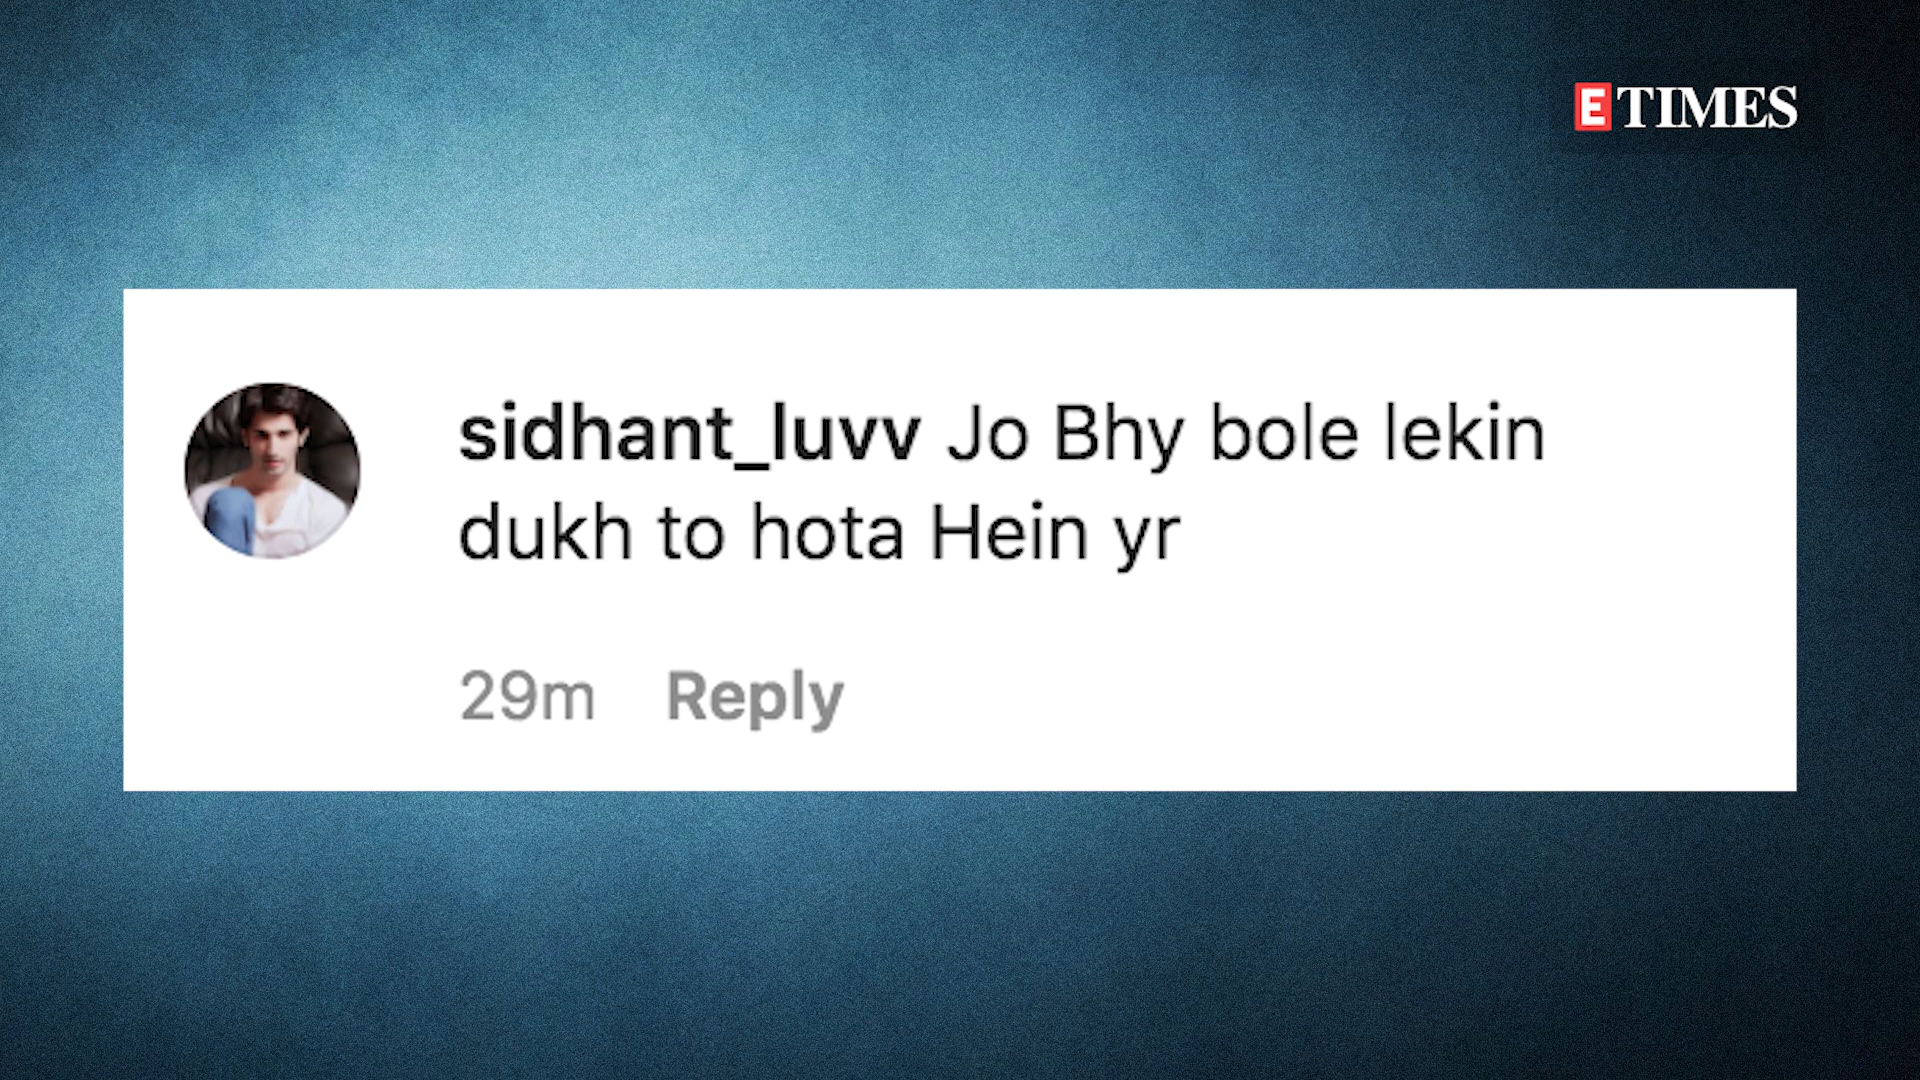 ETIMES
sidhant_luvv Jo Bhy bole lekin
dukh to hota Hein yr
29m Reply